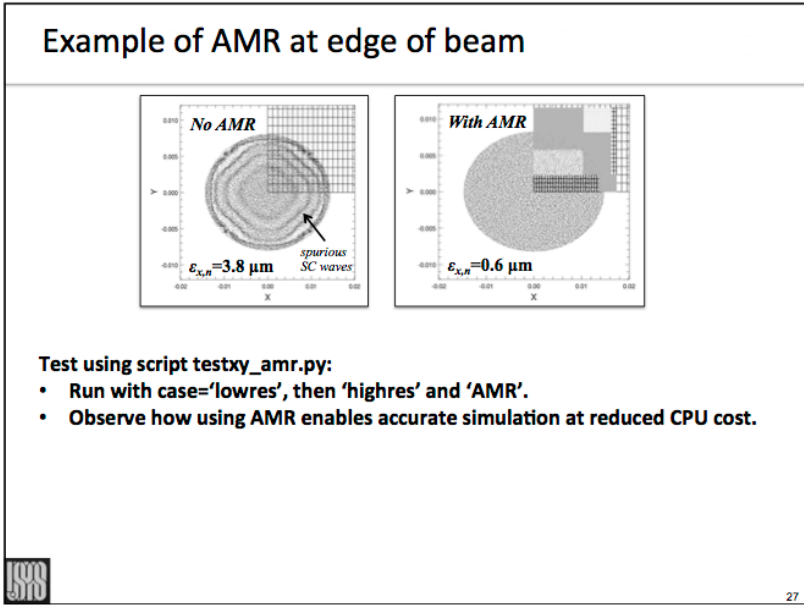 Example of AMR at edge of beam
No AMR
0.010
0.005
0.000
-0.005
-0.010
Y
-0.02
-0.01
0.00
0.01
0.02
X
εx,n=3.8 μm
spurious
SC waves
With AMR
0.010
0.005
0.000
-0.005
-0.010
Y
-0.02
-0.01
0.00
0.01
0.02
X
εx,n=0.6 μm
Test using script testxy_amr.py:
• Run with case=‘lowres’, then ‘highres’ and ‘AMR’.
• Observe how using AMR enables accurate simulation at reduced CPU cost.
27